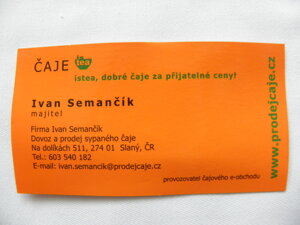 ČAJE is tea
istea, dobré čaje za přijatelné ceny!
Ivan Semančík
majitel
Firma Ivan Semančík
Dovoz a prodej sypaného čaje
Na dolíkách 511, 274 01 Slaný, ČR
Tel.: 603 540 182
E-mail: ivan.semancik@prodejcaje.cz
provozovatel čajového e-obchodu
www.prodejcaje.cz